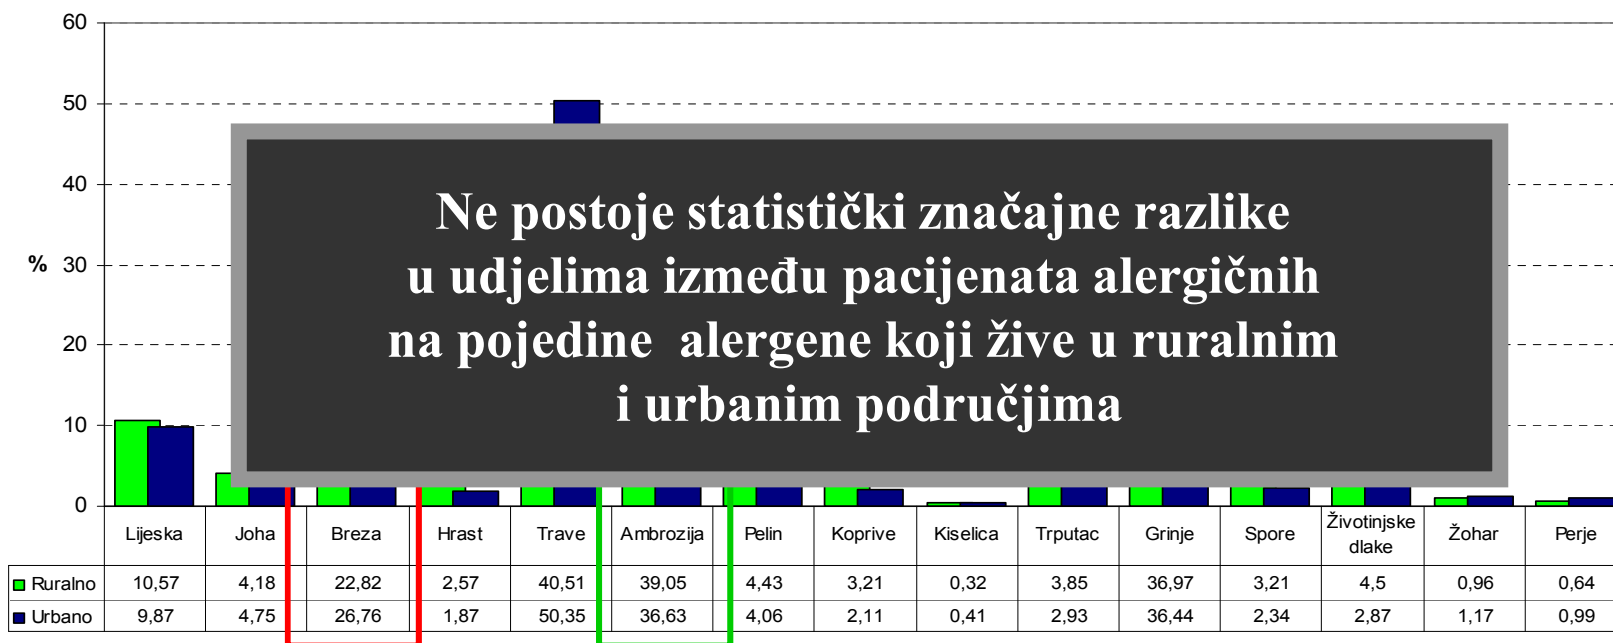 60
50
40
% 30
20
10
0
Ne postoje statistički značajne razlike
u udjelima između pacijenata alergičnih
na pojedine alergene koji žive u ruralnim
i urbanim područjima
Lijeska Joha Breza Hrast Trave Ambrozija Pelin Koprive Kiselica Trputac Grinje Spore Životinjske dlake Žohar Perje
Ruralno 10,57 4,18 22,82 2,57 40,51 39,05 4,43 3,21 0,32 3,85 36,97 3,21 4,5 0,96 0,64
Urbano 9,87 4,75 26,76 1,87 50,35 36,63 4,06 2,11 0,41 2,93 36,44 2,34 2,87 1,17 0,99